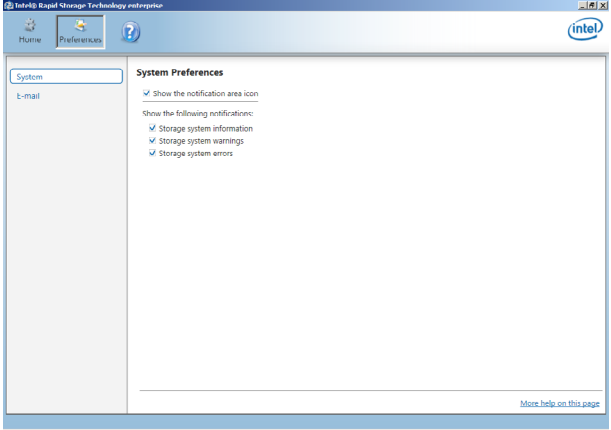 Intel® Rapid Storage Technology enterprise
Home
Preferences
?
intel
System
E-mail
System Preferences
Show the notification area icon
Show the following notifications:
Storage system information
Storage system warnings
Storage system errors
More help on this page